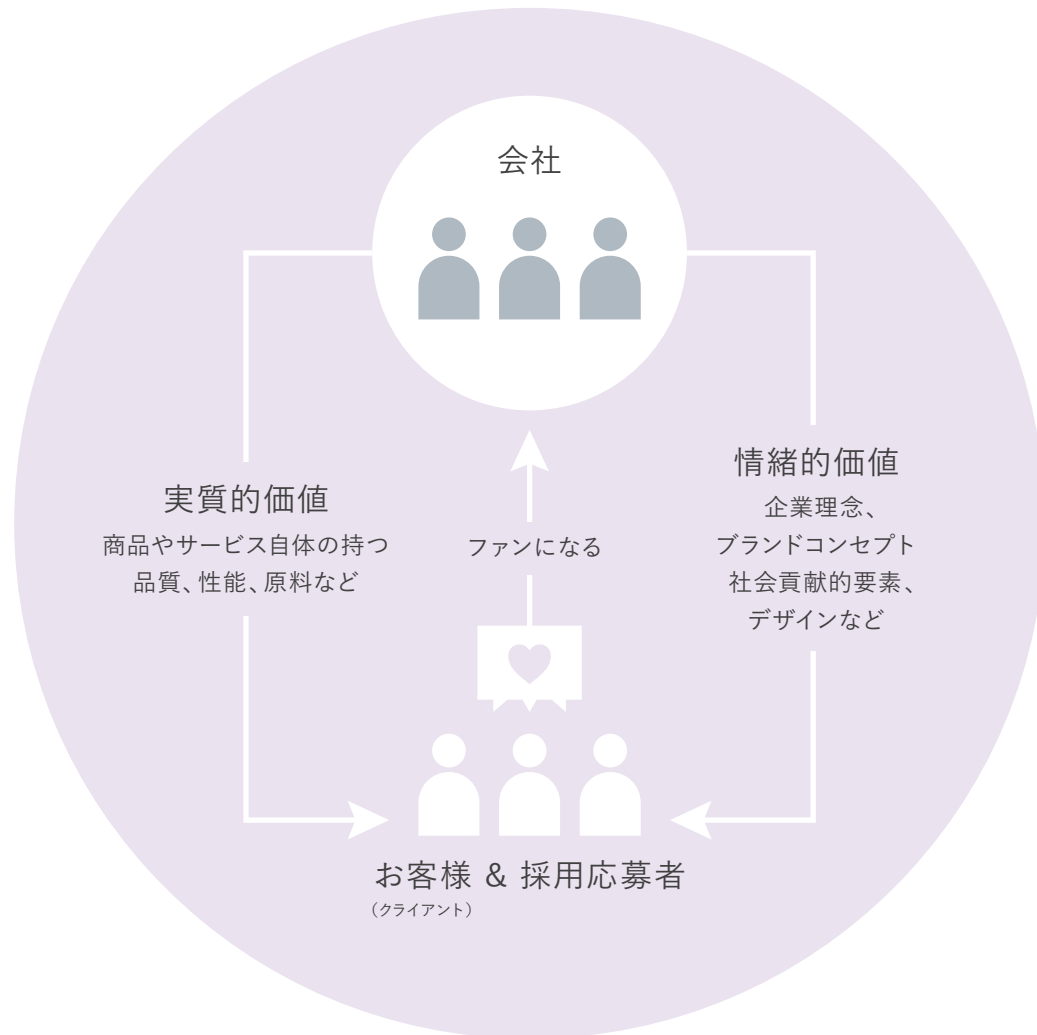 会社
実質的価値
商品やサービス自体の持つ
品質、性能、原料など
ファンになる
情緒的価値
企業理念、
ブランドコンセプト
社会貢献的要素、
デザインなど
お客様 & 採用応募者
(クライアント)